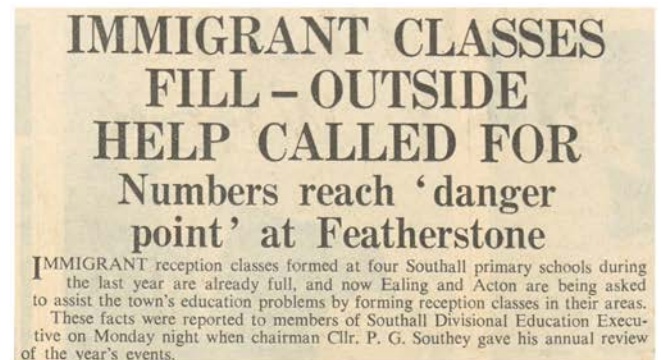 IMMIGRANT CLASSES
FILL – OUTSIDE
HELP CALLED FOR
Numbers reach ‘danger
point’ at Featherstone
IMMIGRANT reception classes formed at four Southall primary schools during
the last year are already full, and now Ealing and Acton are being asked
to assist the town's education problems by forming reception classes in their areas.
These facts were reported to members of Southall Divisional Education Execu-
tive on Monday night when chairman Cllr. P. G. Southey gave his annual review
of the year's events.